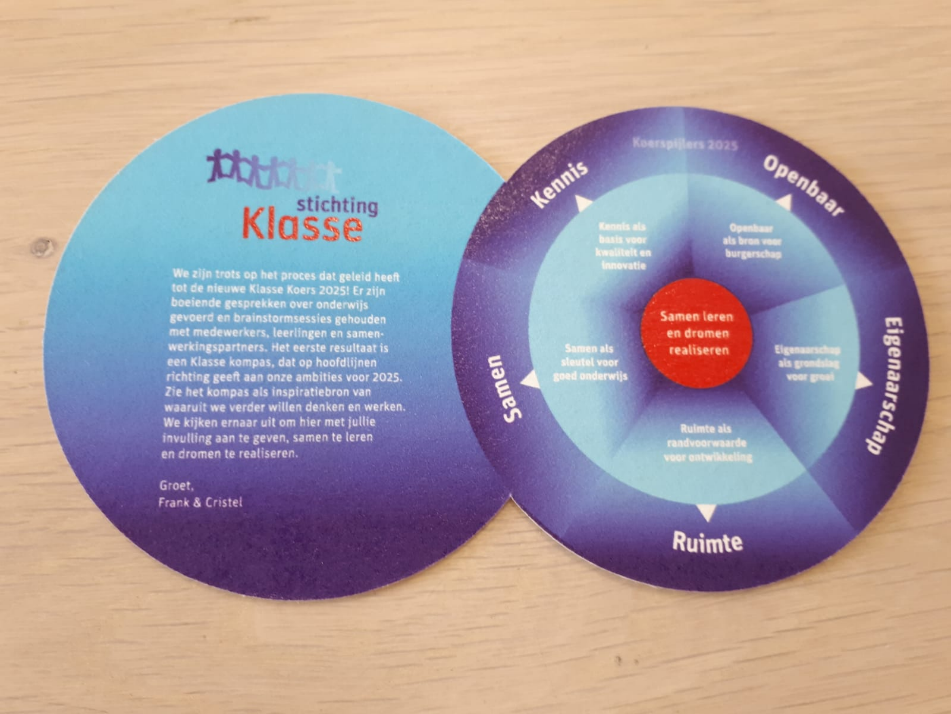 stichting
Klasse
We zijn trots op het proces dat geleid heeft
tot de nieuwe Klasse Koers 2025! Er zijn
boeiende gesprekken over onderwijs
gevoerd en brainstormsessies gehouden
met medewerkers, leerlingen en samen-
werkingspartners. Het eerste resultaat is
een Klasse kompas, dat op hoofdlijnen
richting geeft aan onze ambities voor 2025.
Zie het kompas als inspiratiebron van
waaruit we verder willen denken en werken.
We kijken ernaar uit om hier met jullie
invulling aan te geven, samen te leren
en dromen te realiseren.
Groet,
Frank & Cristel
Koerspijlers 2025
Kennis
Kennis als
basis voor
kwaliteit en
innovatie
Openbaar
Openbaar
als bron voor
burgerschap
Eigenaarschap
Eigenaarschap
als grondslag
voor groei
Ruimte als
randvoorwaarde
voor ontwikkeling
Ruimte
Samen
Samen als
sleutel voor
goed onderwijs
Samen leren
en dromen
realiseren